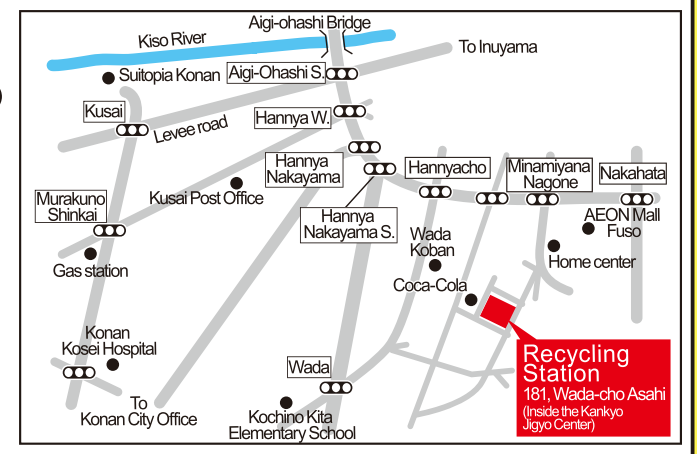 Aigi-ohashi Bridge
Kiso River
To Inuyama
Suitopia Konan
Aigi-Ohashi S.
Kusai
Levee road
Hannya W.
Hannya
Nakayama
Hannyacho
Minamiyana
Nagone
Nakahata
Murakuno
Shinkai
Kusai Post Office
Hannya
Nakayama S.
AEON Mall
Fuso
Wada
Koban
Home center
Gas station
Coca-Cola
Konan
Kosei Hospital
Wada
Recycling
Station
181, Wada-cho Asahi
(Inside the Kankyo
Jigyo Center)
To
Konan City Office
Kochino Kita
Elementary School